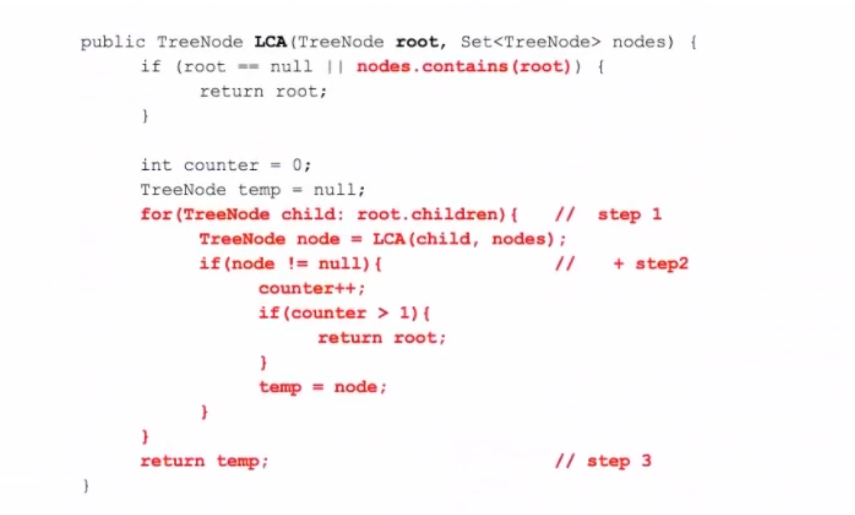 public TreeNode LCA(TreeNode root, Set<TreeNode> nodes) {
if (root == null || nodes.contains(root)) {
return root;
}
int counter = 0;
TreeNode temp = null;
for(TreeNode child: root.children){ // step 1
TreeNode node = LCA(child, nodes);
if(node != null){ // + step2
counter++;
if(counter > 1){
return root;
}
temp = node;
}
}
return temp; // step 3
}